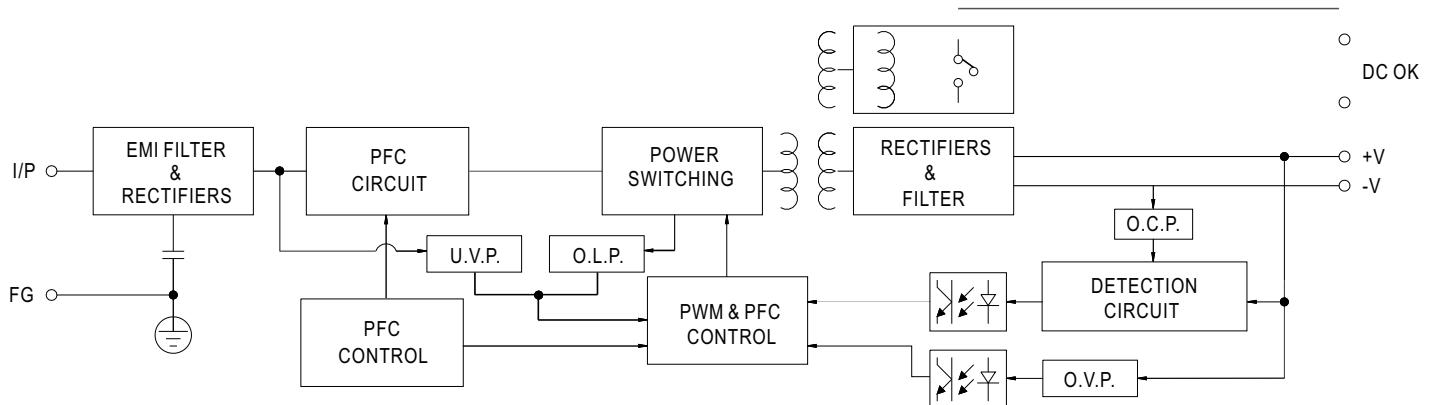 DC OK
I/P
EMI FILTER
&
RECTIFIERS
PFC
CIRCUIT
POWER
SWITCHING
RECTIFIERS
&
FILTER
+V
-V
O.C.P.
U.V.P.
O.L.P.
FG
PFC
CONTROL
PWM & PFC
CONTROL
DETECTION
CIRCUIT
O.V.P.